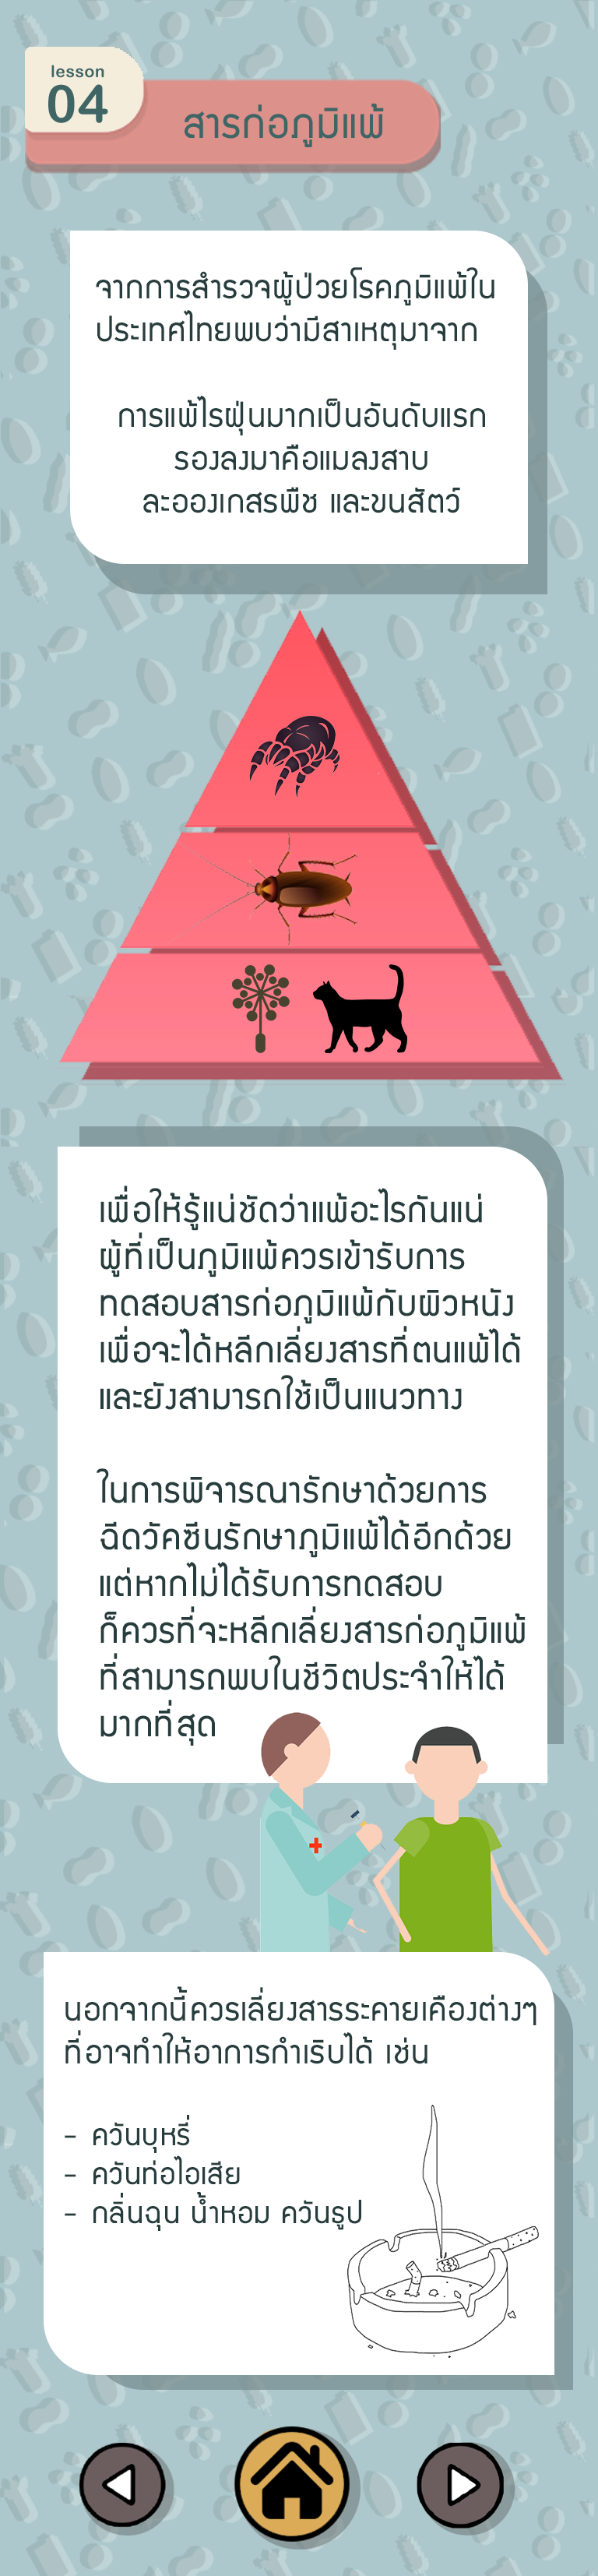 lesson
04
สารก่อภูมิแพ้
จากการสำรวจผู้ป่วยโรคภูมิแพ้ใน
ประเทศไทยพบว่ามีสาเหตุมาจาก
การแพ้ไรฝุ่นมากเป็นอันดับแรก
รองลงมาคือแมลงสาบ
ละอองเกสรพืช และขนสัตว์
เพื่อให้รู้แน่ชัดว่าแพ้อะไรกันแน่
ผู้ที่เป็นภูมิแพ้ควรเข้ารับการ
ทดสอบสารก่อภูมิแพ้กับผิวหนัง
เพื่อจะได้หลีกเลี่ยงสารที่ตนแพ้ได้
และยังสามารถใช้เป็นแนวทาง
ในการพิจารณารักษาด้วยการ
ฉีดวัคซีนรักษาภูมิแพ้ได้อีกด้วย
แต่หากไม่ได้รับการทดสอบ
ก็ควรที่จะหลีกเลี่ยงสารก่อภูมิแพ้
ที่สามารถพบในชีวิตประจำให้ได้
มากที่สุด
นอกจากนี้ควรเลี่ยงสารระคายเคืองต่างๆ
ที่อาจทำให้อาการกำเริบได้ เช่น
- ควันบุหรี่
- ควันท่อไอเสีย
- กลิ่นฉุน น้ำหอม ควันธูป